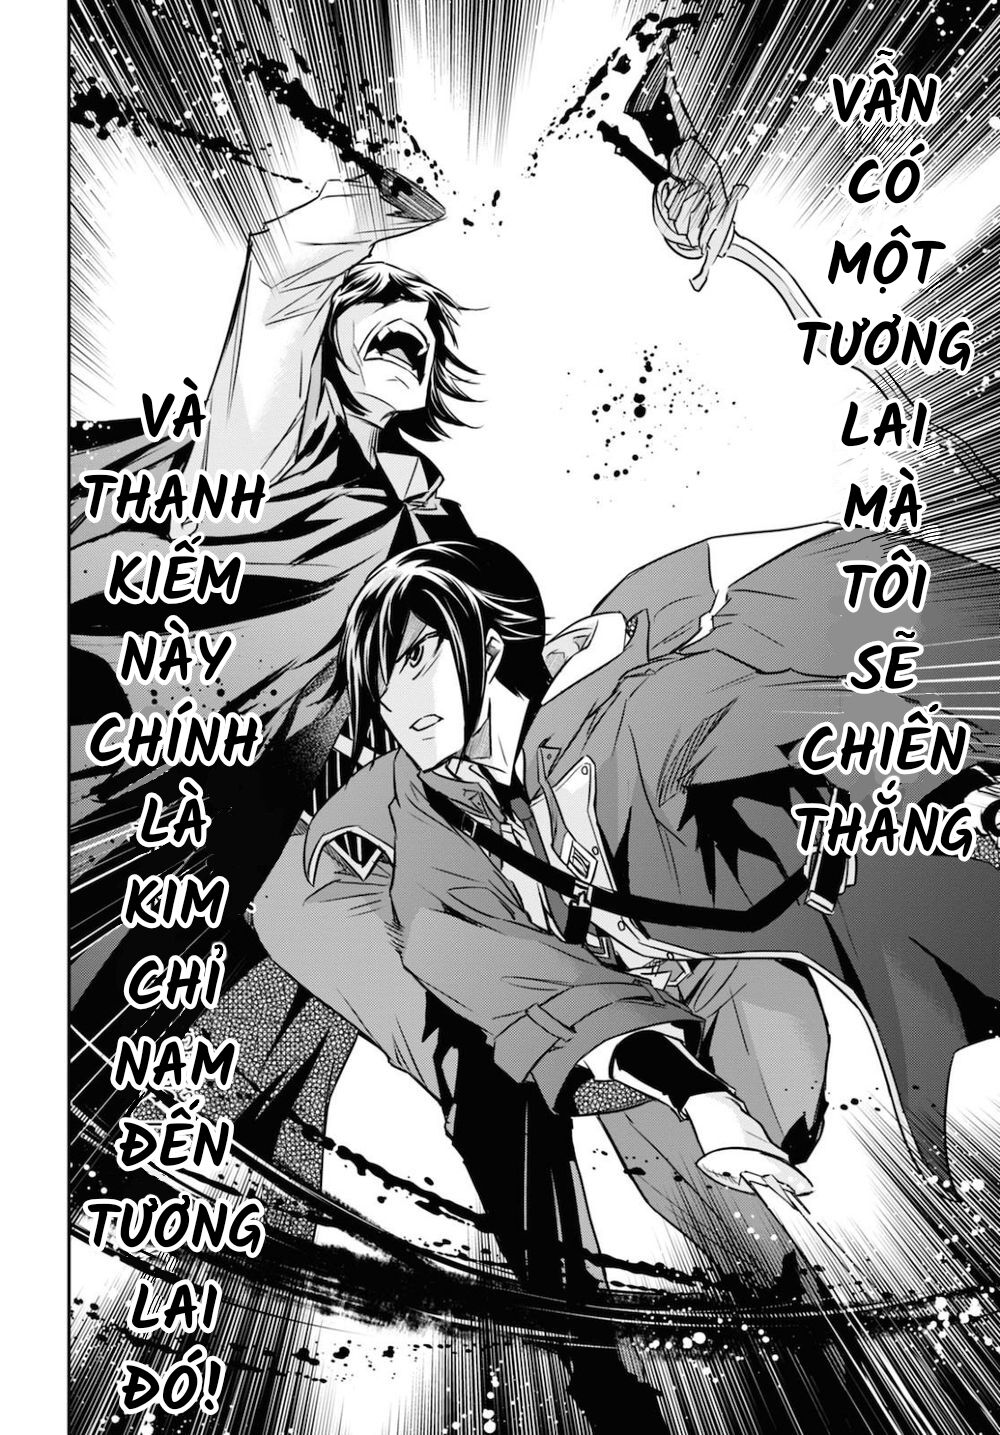 VẪN
CÓ
MỘT
TƯƠNG
LAI
MÀ
TÔI
SẼ
CHIẾN
THẮNG
VÀ
THANH
KIẾM
NÀY
CHÍNH
LÀ
KIM
CHỈ
NAM
ĐẾN
TƯƠNG
LAI
ĐÓ!